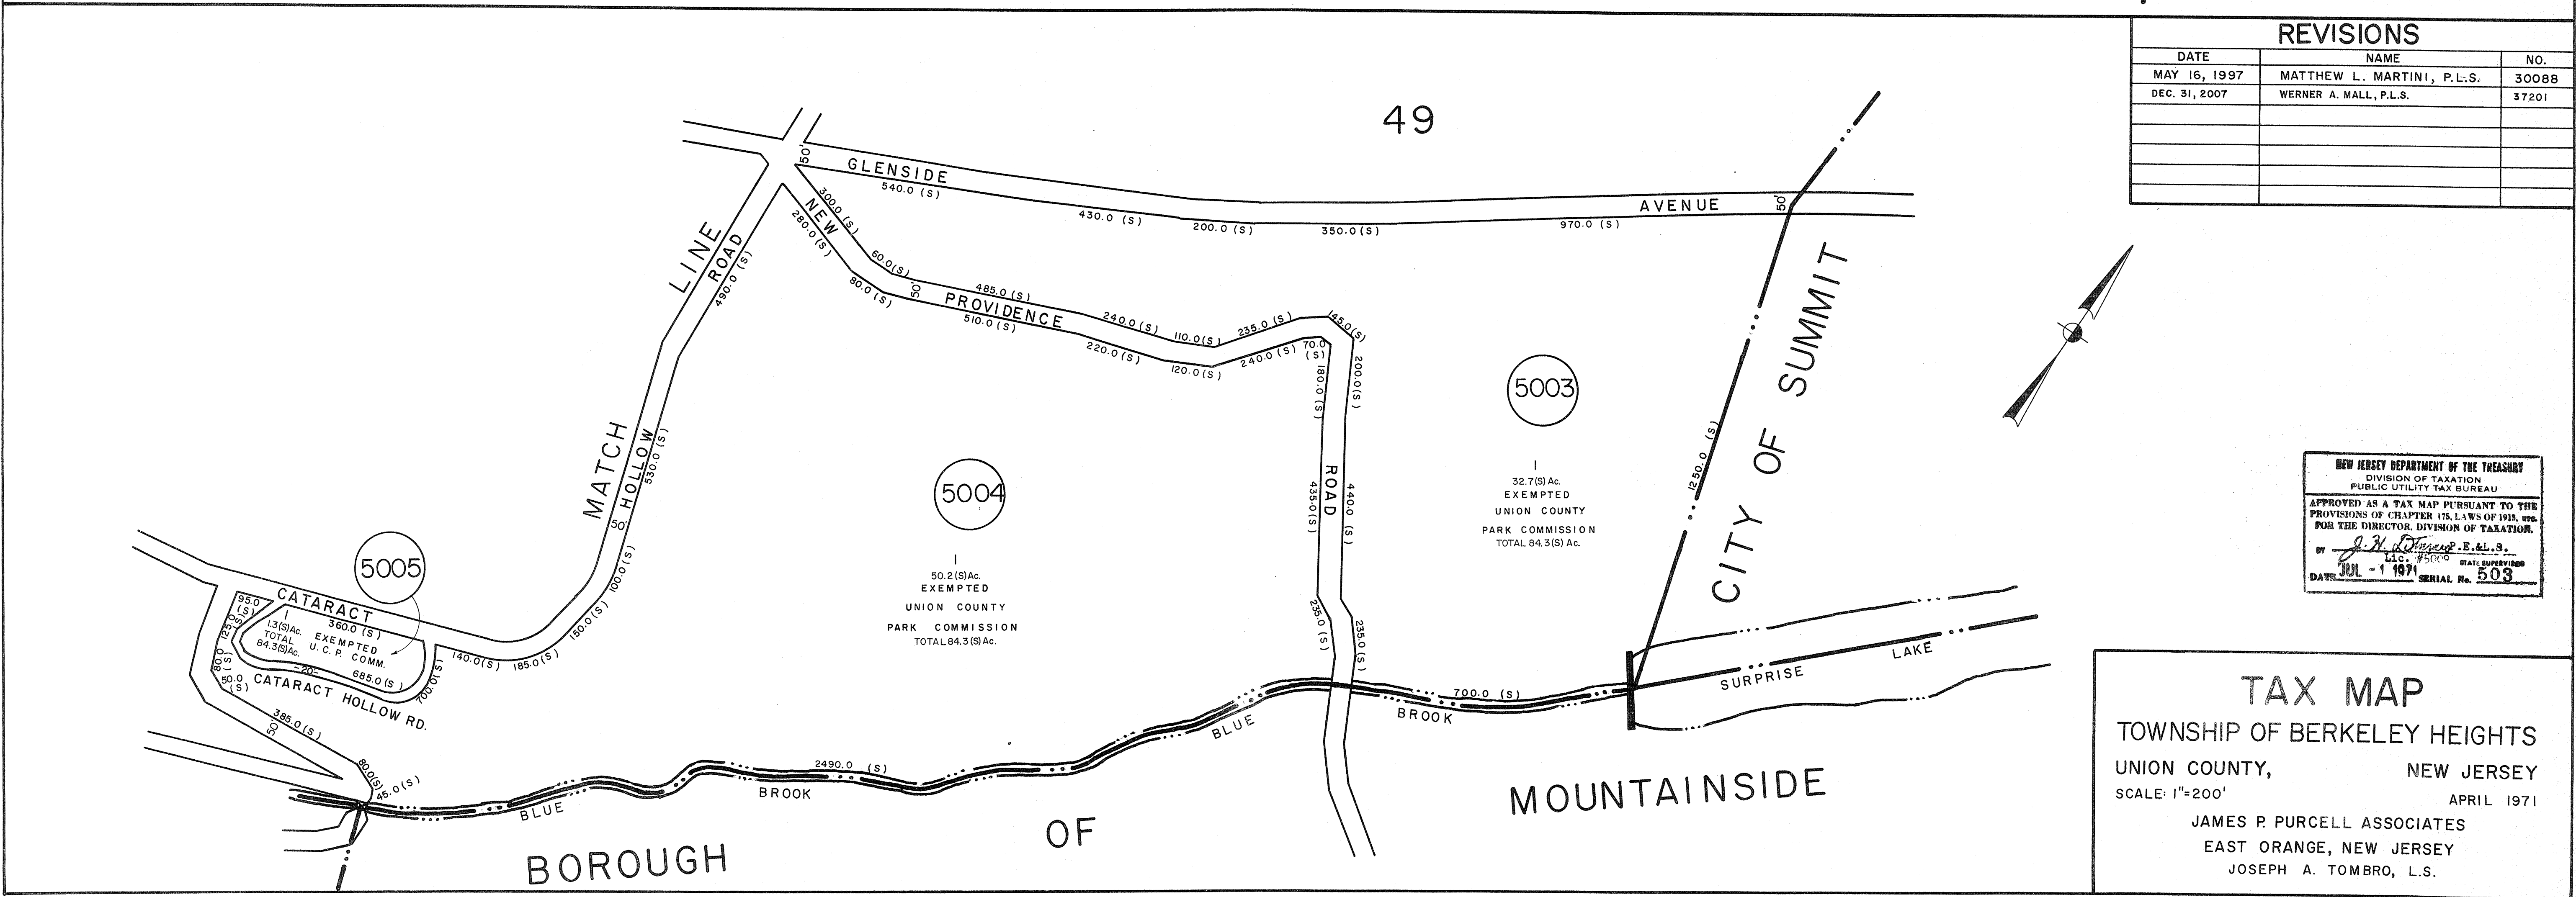 REVISIONS
DATE NAME NO.
MAY 16, 1997 MATTHEW L. MARTINI, P.L.S. 30088
DEC. 31, 2007 WERNER A. MALL, P.L.S. 37201
49
50'
GLENSIDE
540.0 (S)
430.0 (S)
200.0 (S)
350.0 (S)
970.0 (S)
AVENUE
50'
300.0 (S)
NEW
280.0 (S)
60.0 (S)
80.0 (S)
50'
485.0 (S)
PROVIDENCE
510.0 (S)
240.0 (S)
220.0 (S)
110.0 (S)
120.0 (S)
235.0 (S)
240.0 (S)
145.0 (S)
70.0
(S)
180.0 (S)
200.0 (S)
ROAD
435.0 (S)
440.0 (S)
235.0 (S)
235.0 (S)
MATCH LINE
HOLLOW ROAD
490.0 (S)
530.0 (S)
50'
100.0 (S)
150.0 (S)
185.0 (S)
140.0 (S)
5003
1
32.7 (S) Ac.
EXEMPTED
UNION COUNTY
PARK COMMISSION
TOTAL 84.3 (S) Ac.
5004
1
50.2 (S) Ac.
EXEMPTED
UNION COUNTY
PARK COMMISSION
TOTAL 84.3 (S) Ac.
5005
CATARACT
360.0 (S)
95.0
(S)
125.0
(S)
1
1.3 (S) Ac.
TOTAL
84.3 (S) Ac.
EXEMPTED
U. C. P. COMM.
80.0
(S)
50.0
(S)
-20-
685.0 (S)
700.0 (S)
CATARACT HOLLOW RD.
385.0 (S)
50'
80.0 (S)
45.0 (S)
1250.0 (S)
CITY OF SUMMIT
SURPRISE LAKE
700.0 (S)
BLUE BROOK
2490.0 (S)
BLUE BROOK
BOROUGH OF MOUNTAINSIDE
NEW JERSEY DEPARTMENT OF THE TREASURY
DIVISION OF TAXATION
PUBLIC UTILITY TAX BUREAU
APPROVED AS A TAX MAP PURSUANT TO THE
PROVISIONS OF CHAPTER 175, LAWS OF 1913, ETC.
FOR THE DIRECTOR, DIVISION OF TAXATION.
BY J. H. P.E.&L.S.
Lic. STATE SUPERVISOR
DATE JUL - 1 1971 SERIAL No. 503
TAX MAP
TOWNSHIP OF BERKELEY HEIGHTS
UNION COUNTY, NEW JERSEY
SCALE: 1"=200' APRIL 1971
JAMES P. PURCELL ASSOCIATES
EAST ORANGE, NEW JERSEY
JOSEPH A. TOMBRO, L.S.